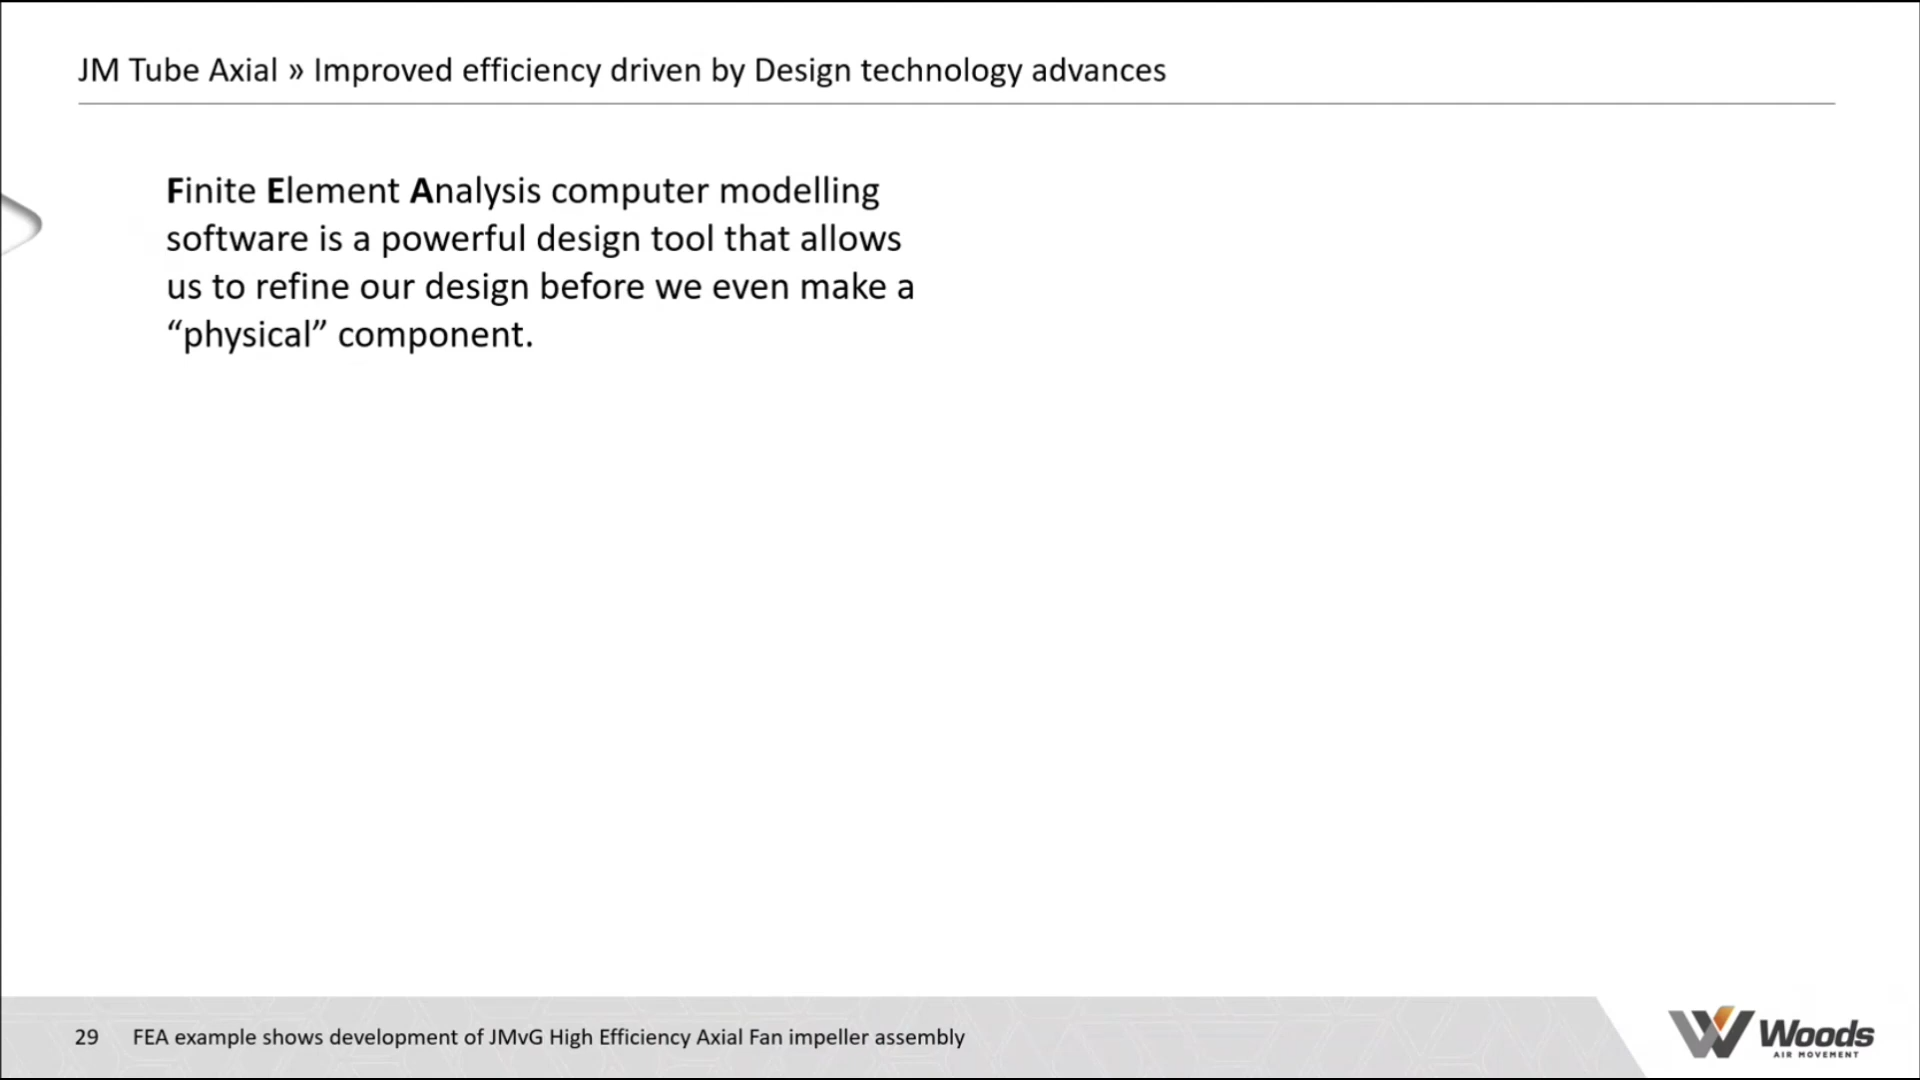 JM Tube Axial » Improved efficiency driven by Design technology advances
Finite Element Analysis computer modelling
software is a powerful design tool that allows
us to refine our design before we even make a
“physical” component.
29 FEA example shows development of JMvG High Efficiency Axial Fan impeller assembly
Woods
AIR MOVEMENT